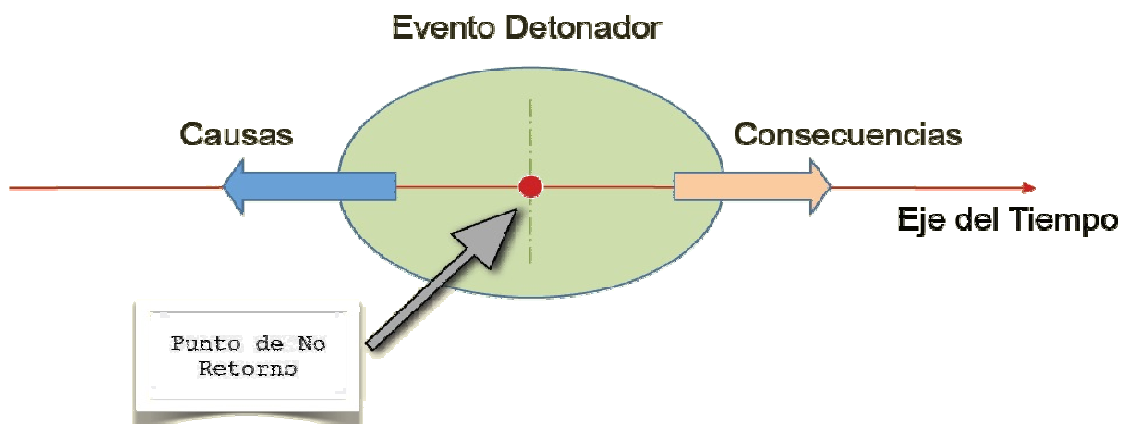 Evento Detonador
Causas
Consecuencias
Eje del Tiempo
Punto de No
Retorno